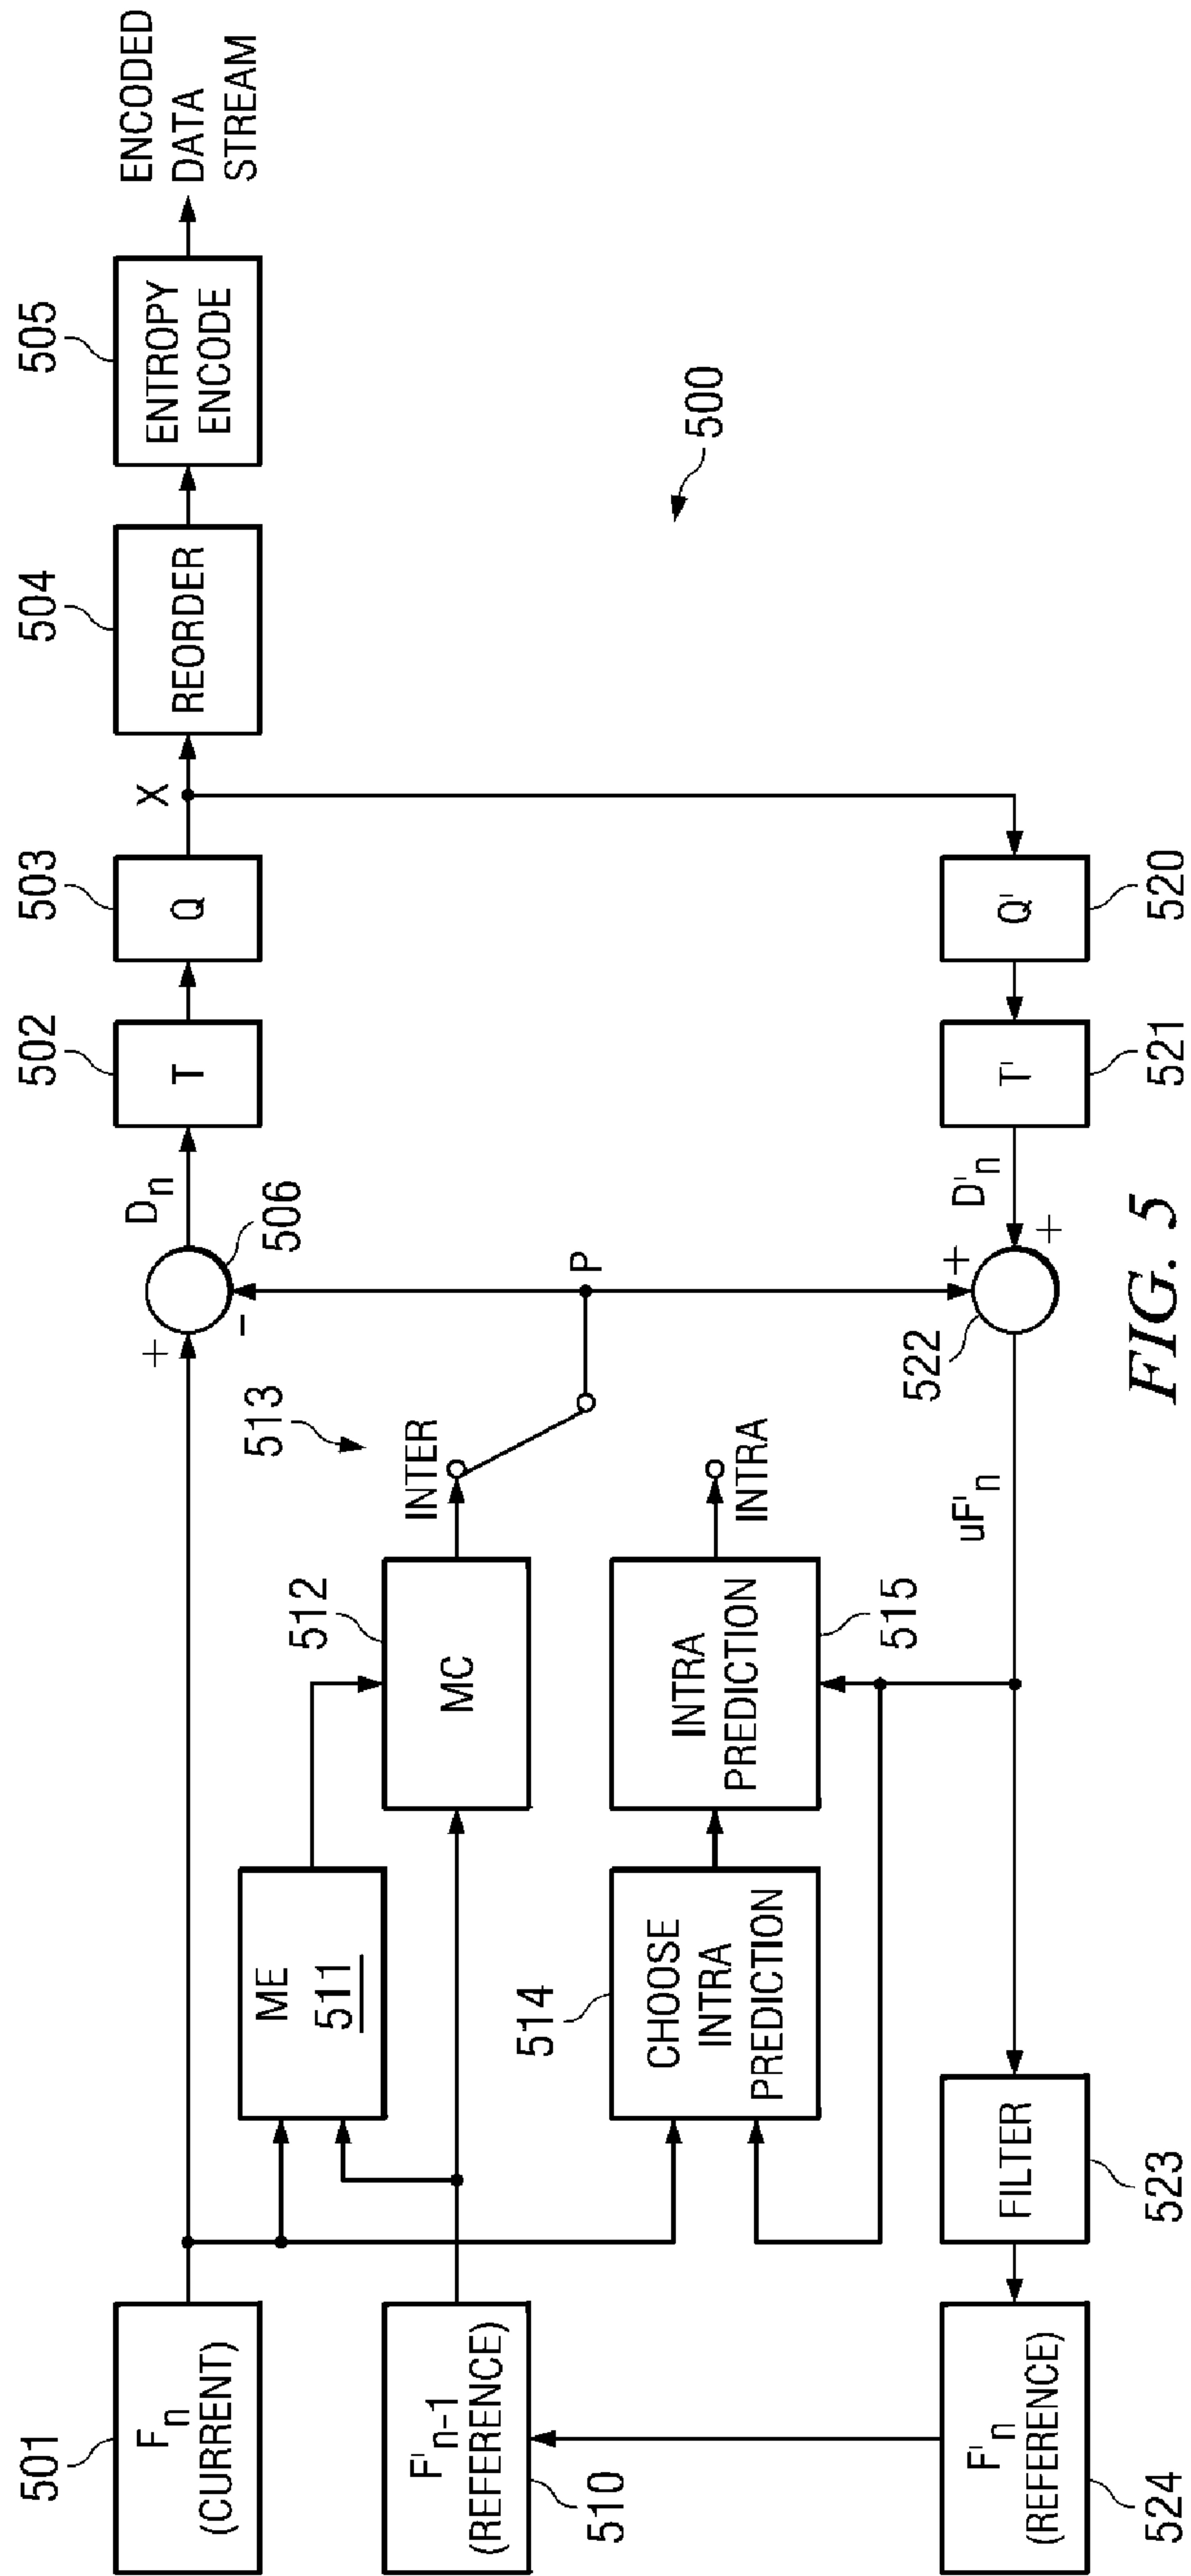 501
F n
(CURRENT)
ME
511
+
-
506
D n
502
T
503
Q
X
504
REORDER
505
ENTROPY
ENCODE
ENCODED
DATA
STREAM
F' n-1
(REFERENCE)
510
512
MC
513
INTER
P
500
514
CHOOSE
INTRA
PREDICTION
INTRA
PREDICTION
515
INTRA
524
F' n
(REFERENCE)
523
FILTER
uF' n
522
+
+
D' n
521
T'
520
Q'
FIG. 5